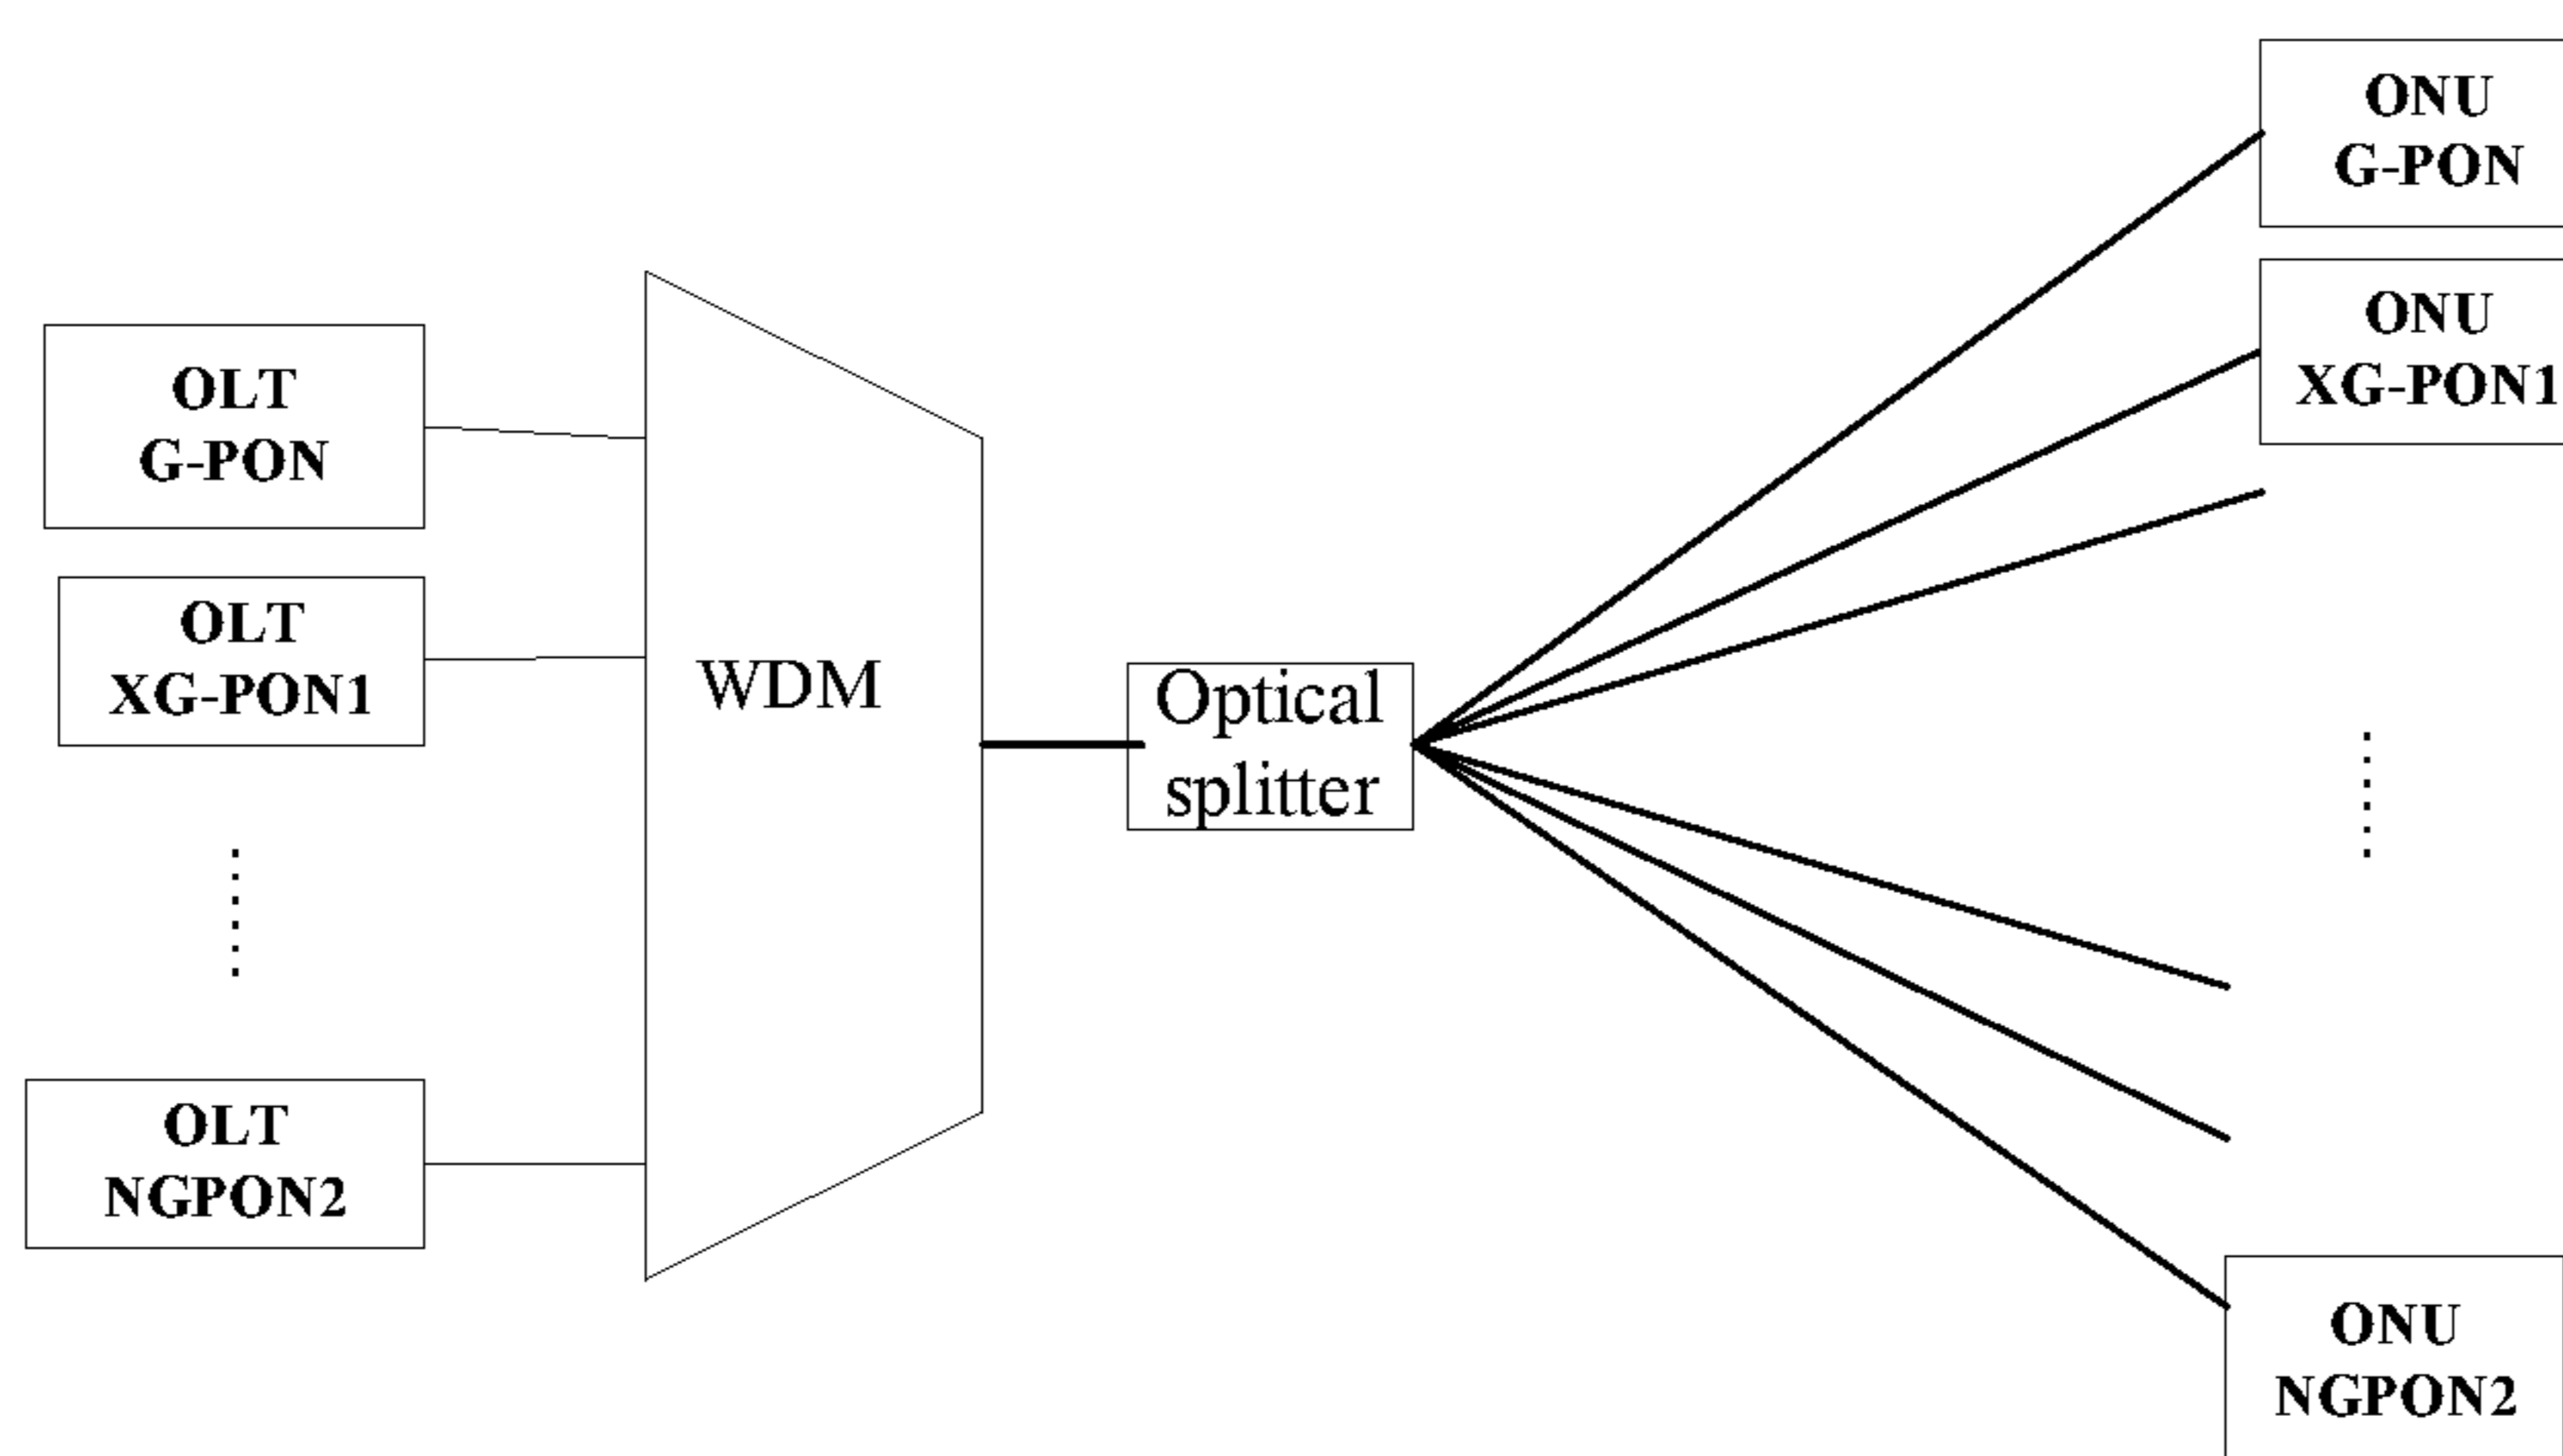 OLT
G-PON
OLT
XG-PON1
OLT
NGPON2
WDM
Optical
splitter
ONU
G-PON
ONU
XG-PON1
ONU
NGPON2